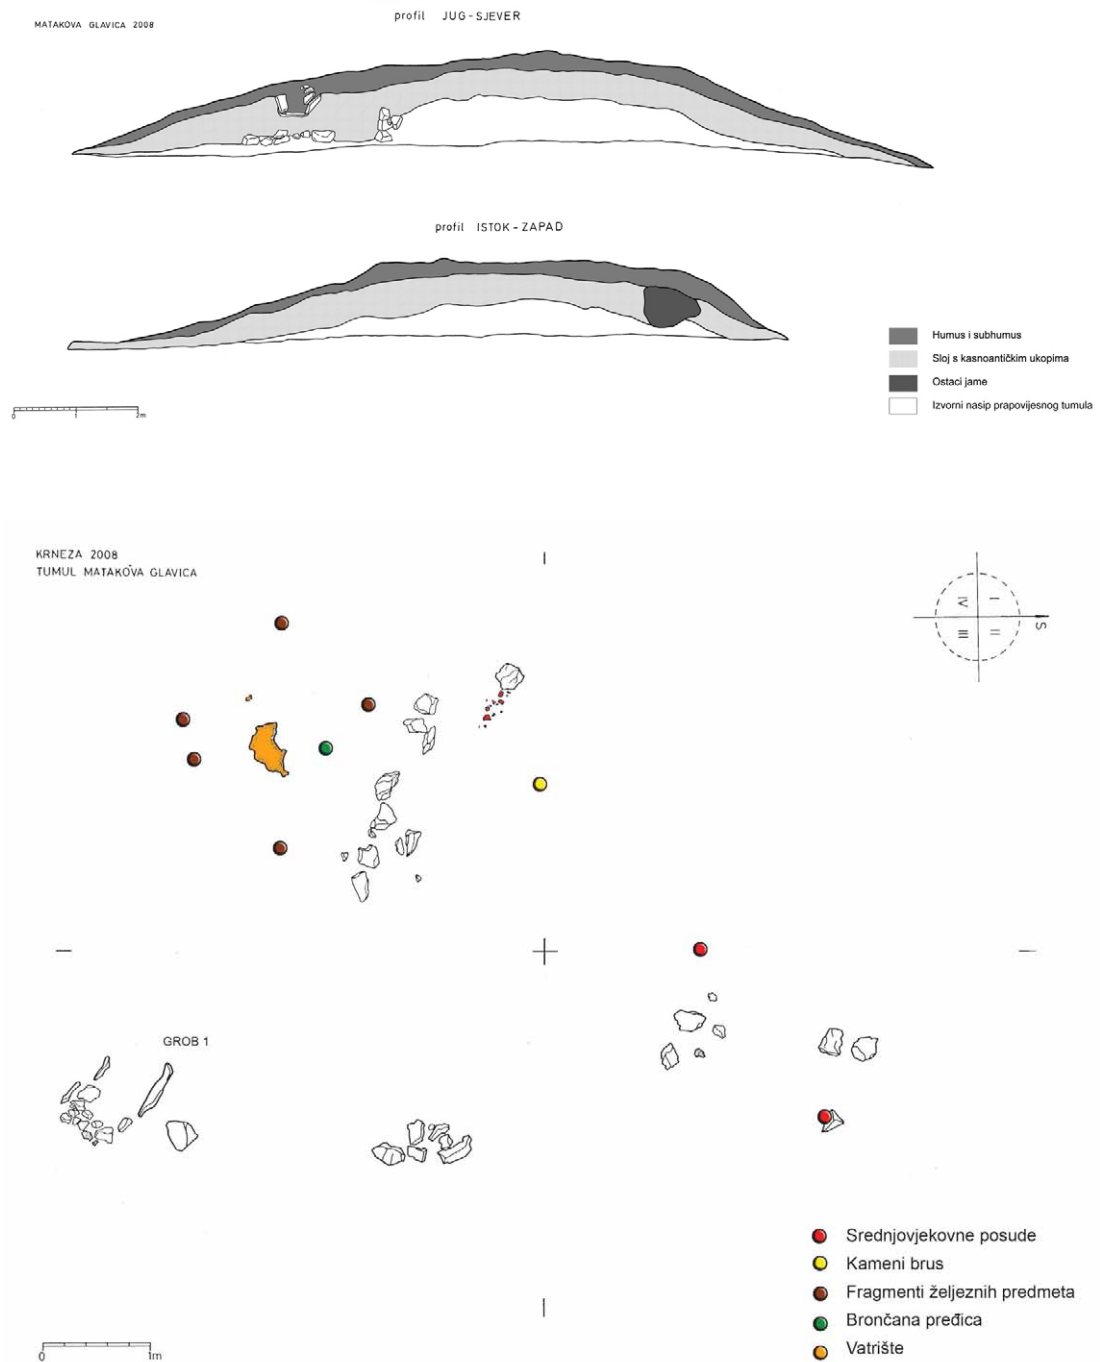 profil JUG-SJEVER
MATAKOVA GLAVICA 2008
profil ISTOK-ZAPAD
Humus i subhumus
Sloj s kasnoantičkim ukopima
Ostaci jame
Izvorni nasip prapovijesnog tumula
0 1 2m
KRNEZA 2008
TUMUL MATAKOVA GLAVICA
IV I
III II
S
GROB 1
Srednjovjekovne posude
Kameni brus
Fragmenti željeznih predmeta
Brončana pređica
Vatrište
0 1m